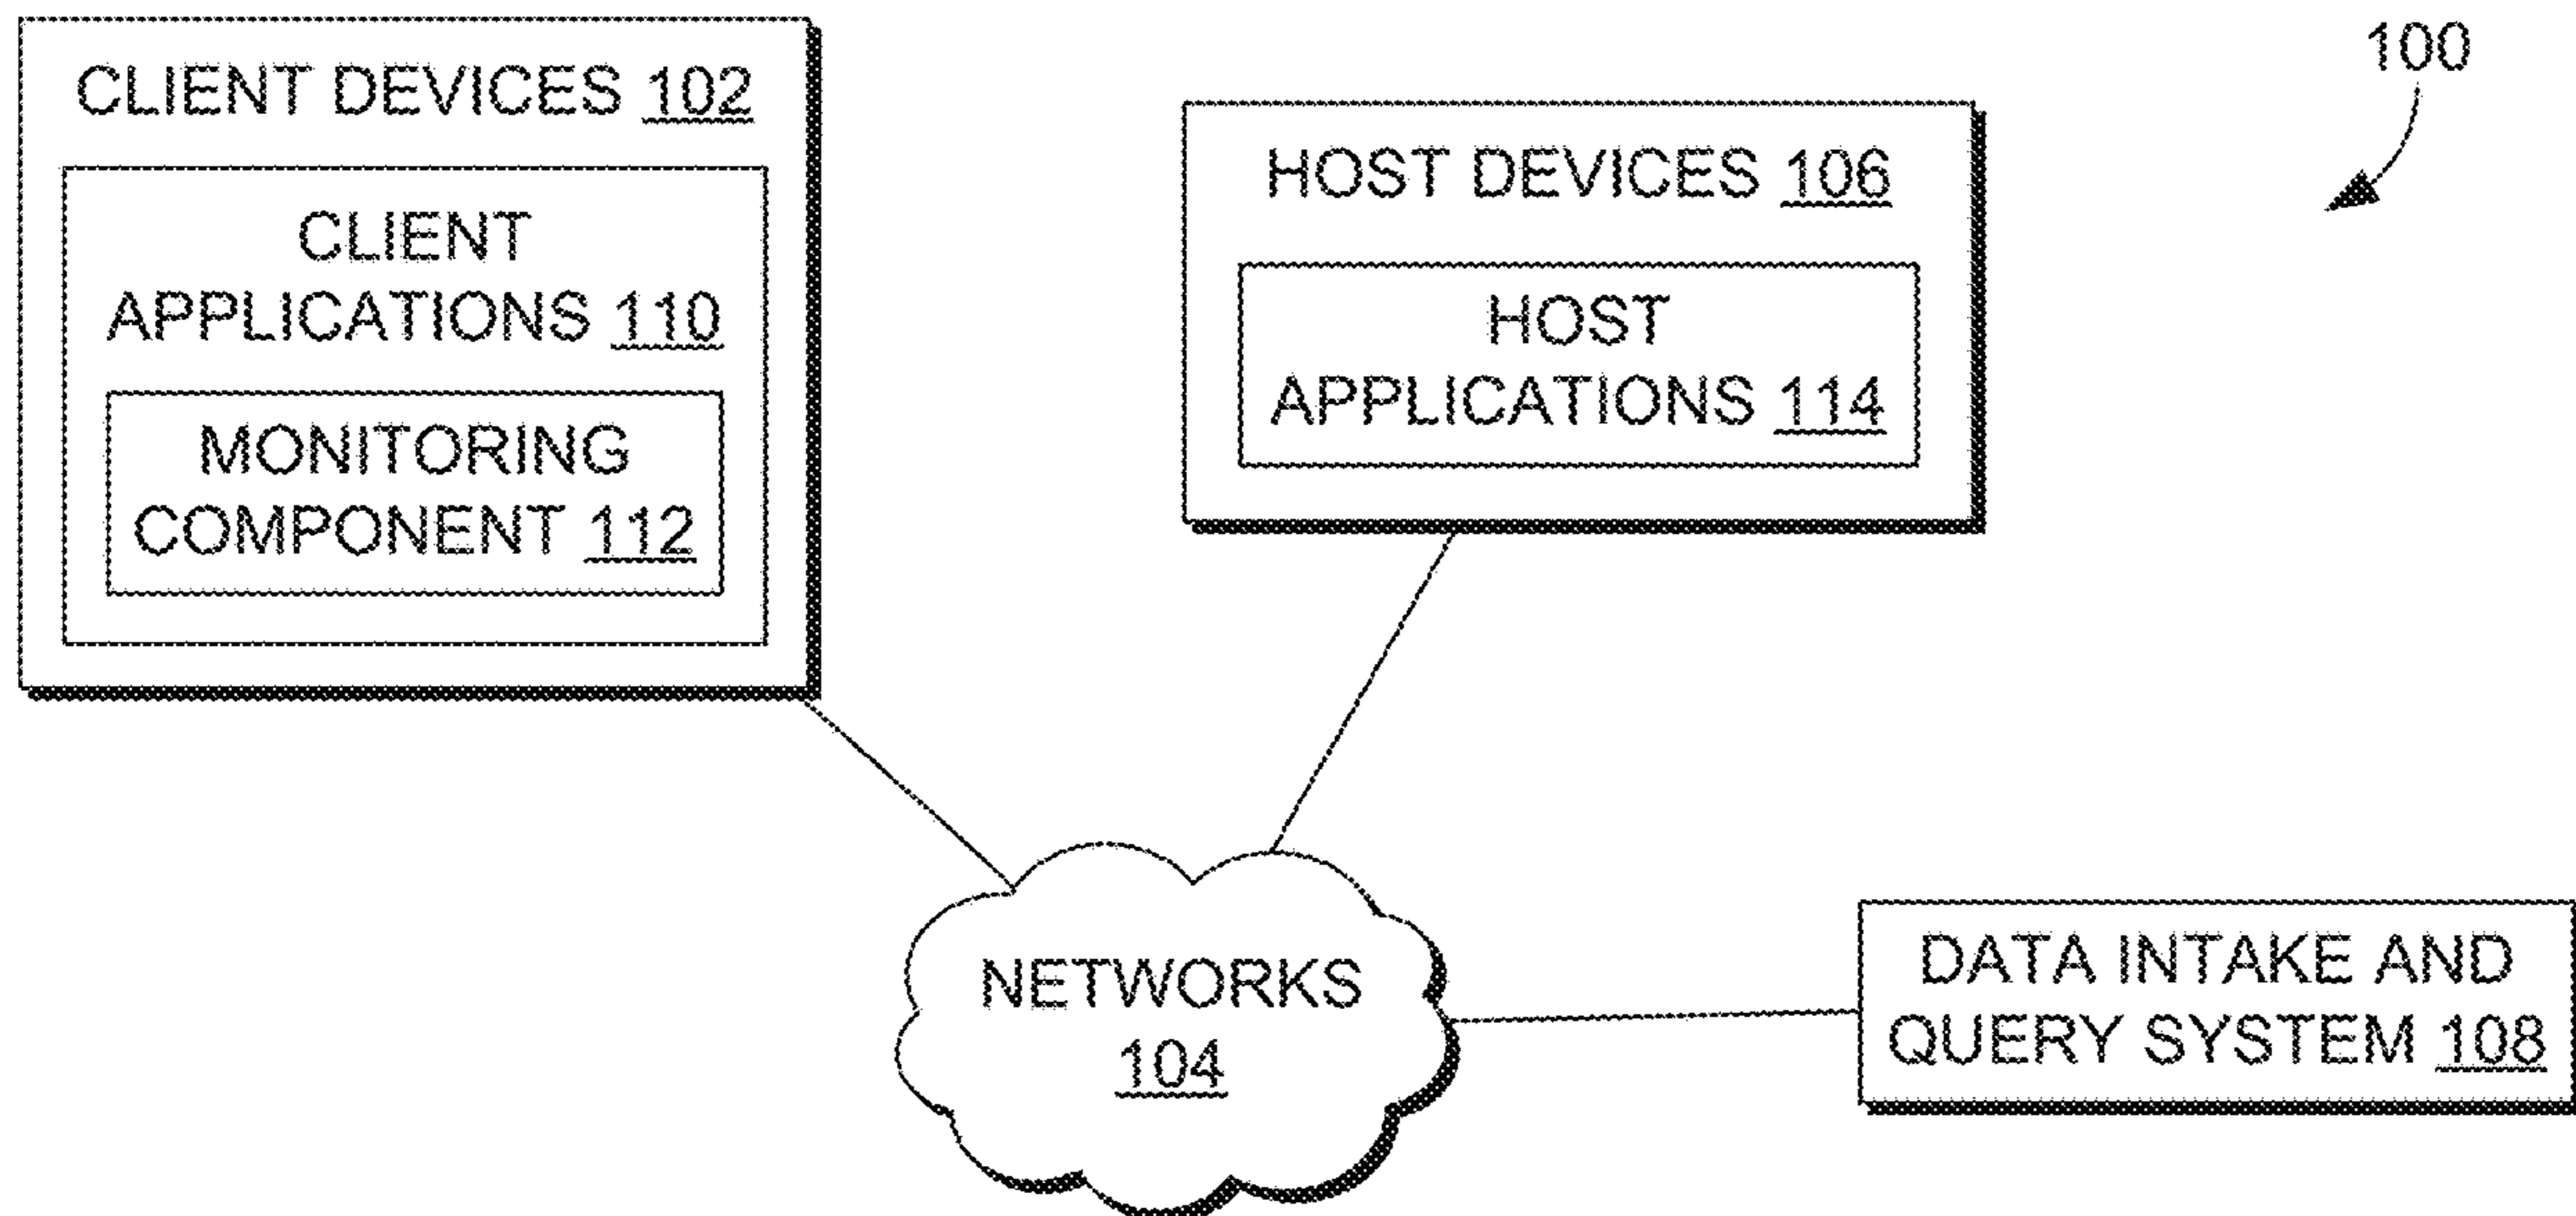 CLIENT DEVICES 102
CLIENT
APPLICATIONS 110
MONITORING
COMPONENT 112
HOST DEVICES 106
HOST
APPLICATIONS 114
100
NETWORKS
104
DATA INTAKE AND
QUERY SYSTEM 108